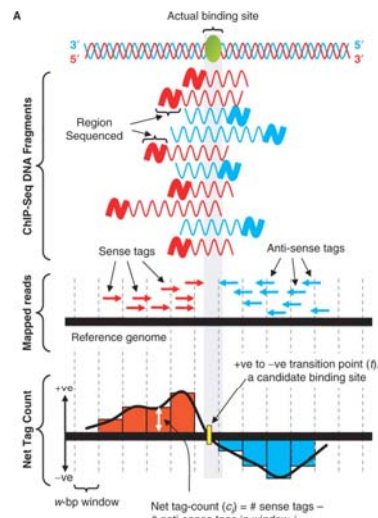 A
Actual binding site
3' 5'
5' 3'
ChIP-Seq DNA Fragments
Region
Sequenced
Sense tags
Anti-sense tags
Mapped reads
Reference genome
+ve to −ve transition point (t),
a candidate binding site
Net Tag Count
+ve
−ve
w-bp window
Net tag-count (cᵢ) = # sense tags −